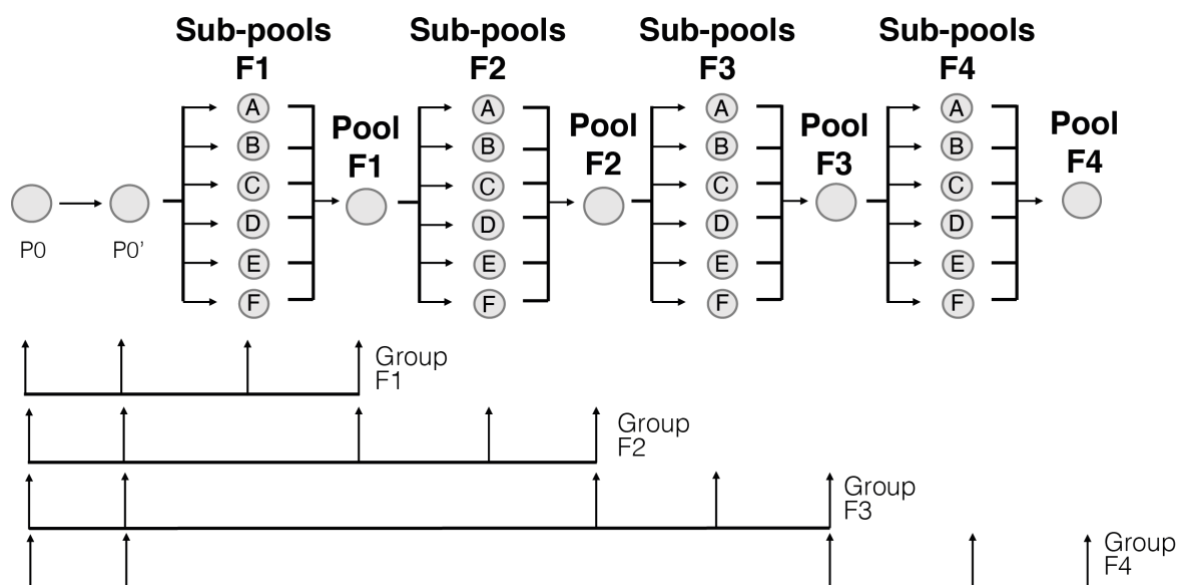 Sub-pools
F1
Sub-pools
F2
Sub-pools
F3
Sub-pools
F4
A
B
C
D
E
F
Pool
F1
A
B
C
D
E
F
Pool
F2
A
B
C
D
E
F
Pool
F3
A
B
C
D
E
F
Pool
F4
P0
P0'
Group
F1
Group
F2
Group
F3
Group
F4